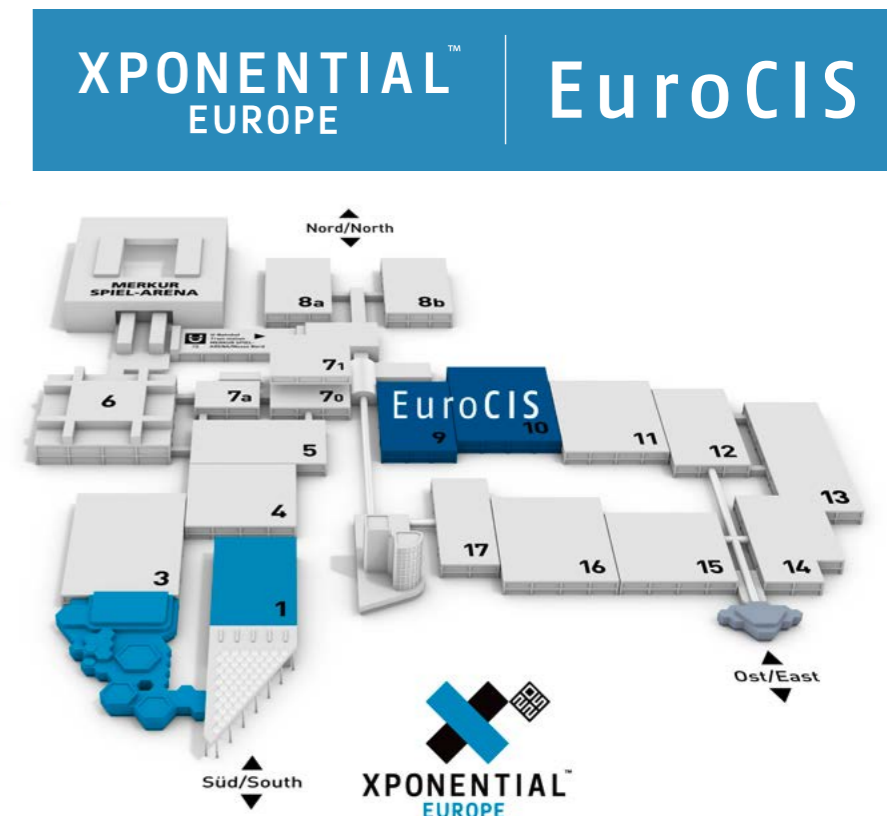 XPONENTIAL™
EUROPE
EuroCIS
Nord/North
MERKUR
SPIEL-ARENA
8a
8b
71
7a
70
6
5
4
3
1
EuroCIS
9
10
11
12
13
14
15
16
17
Ost/East
Süd/South
XPONENTIAL™
EUROPE